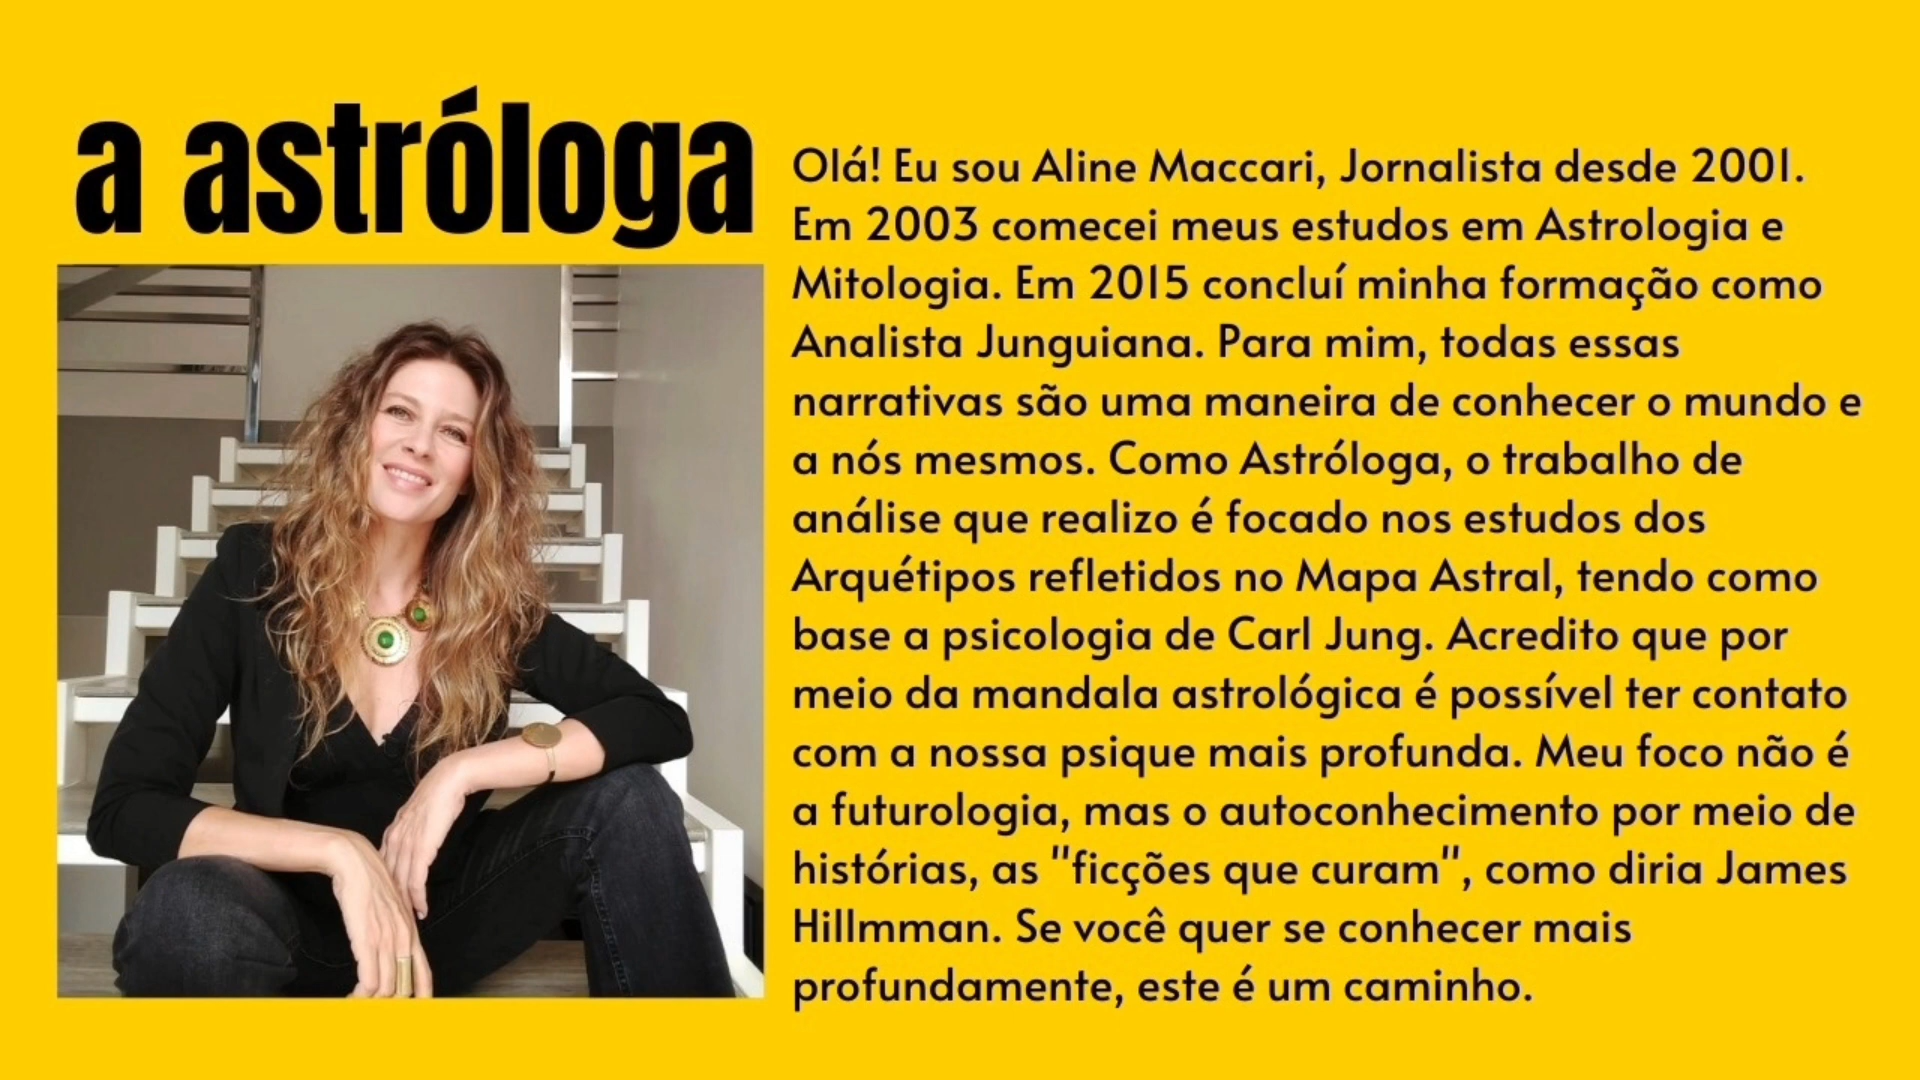 a astróloga
Olá! Eu sou Aline Maccari, Jornalista desde 2001.
Em 2003 comecei meus estudos em Astrologia e
Mitologia. Em 2015 concluí minha formação como
Analista Junguiana. Para mim, todas essas
narrativas são uma maneira de conhecer o mundo e
a nós mesmos. Como Astróloga, o trabalho de
análise que realizo é focado nos estudos dos
Arquétipos refletidos no Mapa Astral, tendo como
base a psicologia de Carl Jung. Acredito que por
meio da mandala astrológica é possível ter contato
com a nossa psique mais profunda. Meu foco não é
a futurologia, mas o autoconhecimento por meio de
histórias, as "ficções que curam", como diria James
Hillmman. Se você quer se conhecer mais
profundamente, este é um caminho.